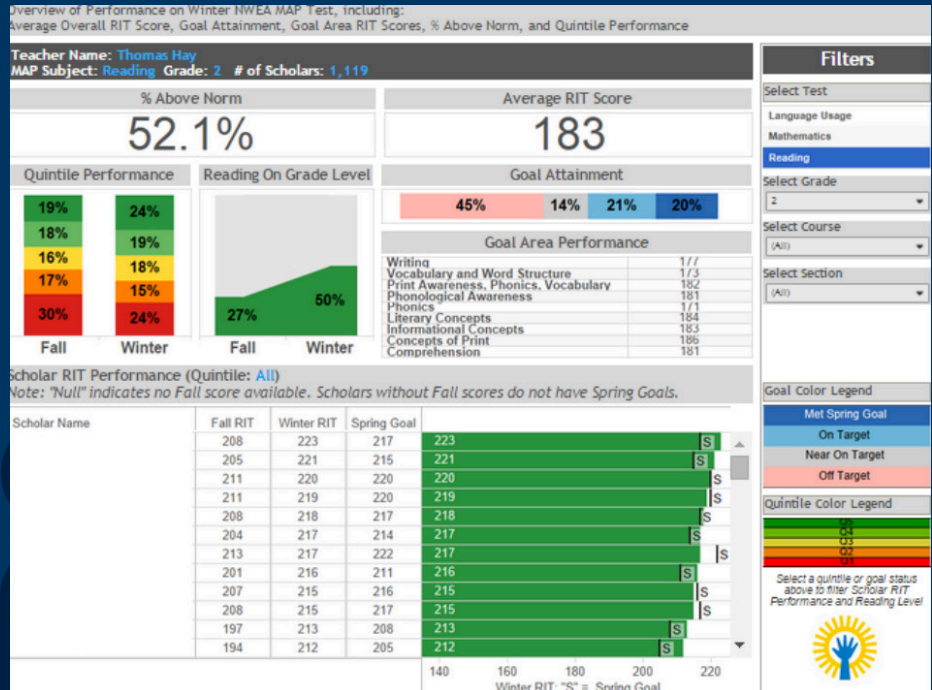 Overview of Performance on Winter NWEA MAP Test, including:
Average Overall RIT Score, Goal Attainment, Goal Area RIT Scores, % Above Norm, and Quintile Performance
Teacher Name: Thomas Hay
MAP Subject: Reading Grade: 2 # of Scholars: 1,119
% Above Norm
52.1%
Average RIT Score
183
Quintile Performance
19%
18%
16%
17%
30%
24%
19%
18%
15%
24%
Fall Winter
Reading On Grade Level
27%
50%
Fall Winter
Goal Attainment
45% 14% 21% 20%
Goal Area Performance
Writing 177
Vocabulary and Word Structure 173
Print Awareness, Phonics, Vocabulary 182
Phonological Awareness 181
Phonics 171
Literary Concepts 184
Informational Concepts 183
Concepts of Print 186
Comprehension 181
Scholar RIT Performance (Quintile: All)
Note: "Null" indicates no Fall score available. Scholars without Fall scores do not have Spring Goals.
Scholar Name Fall RIT Winter RIT Spring Goal
208 223 217 223 S
205 221 215 221 S
211 220 220 220 S
211 219 220 219 S
208 218 217 218 S
204 217 214 217 S
213 217 222 217 S
201 216 211 216 S
207 215 216 215 S
208 215 217 215 S
197 213 208 213 S
194 212 205 212 S
140 160 180 200 220
Winter RIT: "S" = Spring Goal
Filters
Select Test
Language Usage
Mathematics
Reading
Select Grade
2
Select Course
(All)
Select Section
(All)
Goal Color Legend
Met Spring Goal
On Target
Near On Target
Off Target
Quintile Color Legend
Q5
Q4
Q3
Q2
Q1
Select a quintile or goal status
above to filter Scholar RIT
Performance and Reading Level